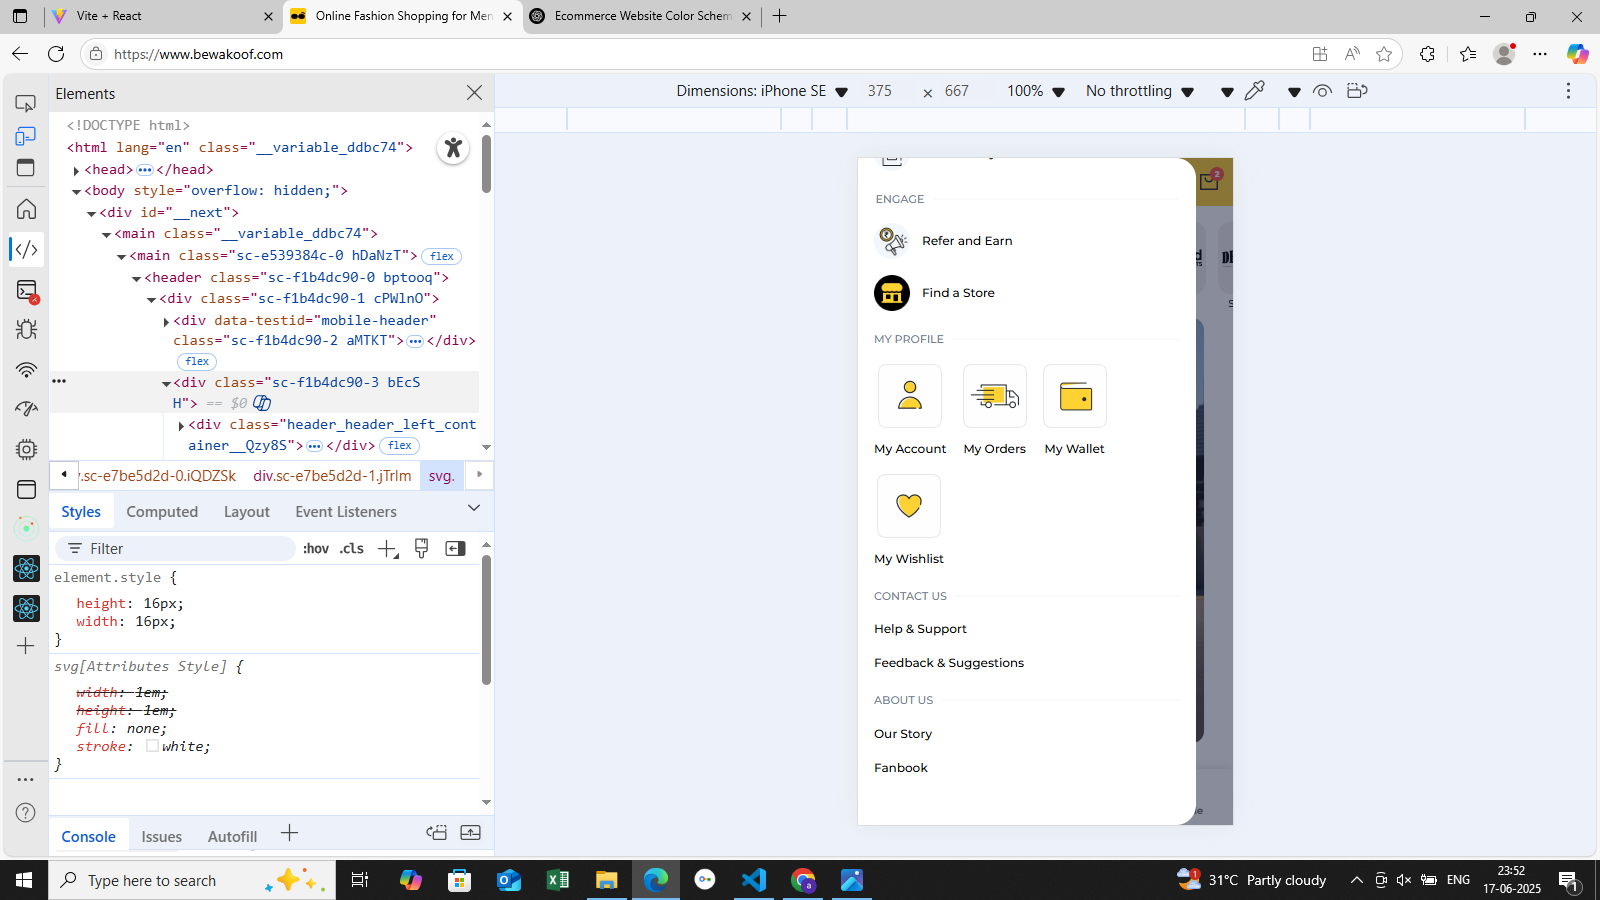 Vite + React
Online Fashion Shopping for Men
Ecommerce Website Color Schem
https://www.bewakoof.com
Elements
<!DOCTYPE html>
<html lang="en" class="__variable_ddbc74">
<head>
</head>
<body style="overflow: hidden;">
<div id="__next">
<main class="__variable_ddbc74">
<main class="sc-e539384c-0 hDaNzT"> flex
<header class="sc-f1b4dc90-0 bptooq">
<div class="sc-f1b4dc90-1 cPWlnO">
<div data-testid="mobile-header"
class="sc-f1b4dc90-2 aMTKT"> </div>
flex
<div class="sc-f1b4dc90-3 bEcS
H"> == $0
<div class="header_header_left_cont
ainer__Qzy8S"> </div> flex
.sc-e7be5d2d-0.iQDZSk div.sc-e7be5d2d-1.jTrlm svg.
Styles Computed Layout Event Listeners
Filter :hov .cls
element.style {
height: 16px;
width: 16px;
}
svg[Attributes Style] {
width: 1em;
height: 1em;
fill: none;
stroke: white;
}
Console Issues Autofill
Dimensions: iPhone SE 375 × 667 100% No throttling
2
ENGAGE
Refer and Earn
Find a Store
MY PROFILE
My Account My Orders My Wallet
My Wishlist
CONTACT US
Help & Support
Feedback & Suggestions
ABOUT US
Our Story
Fanbook
Type here to search
1
31°C Partly cloudy
ENG
23:52
17-06-2025
1